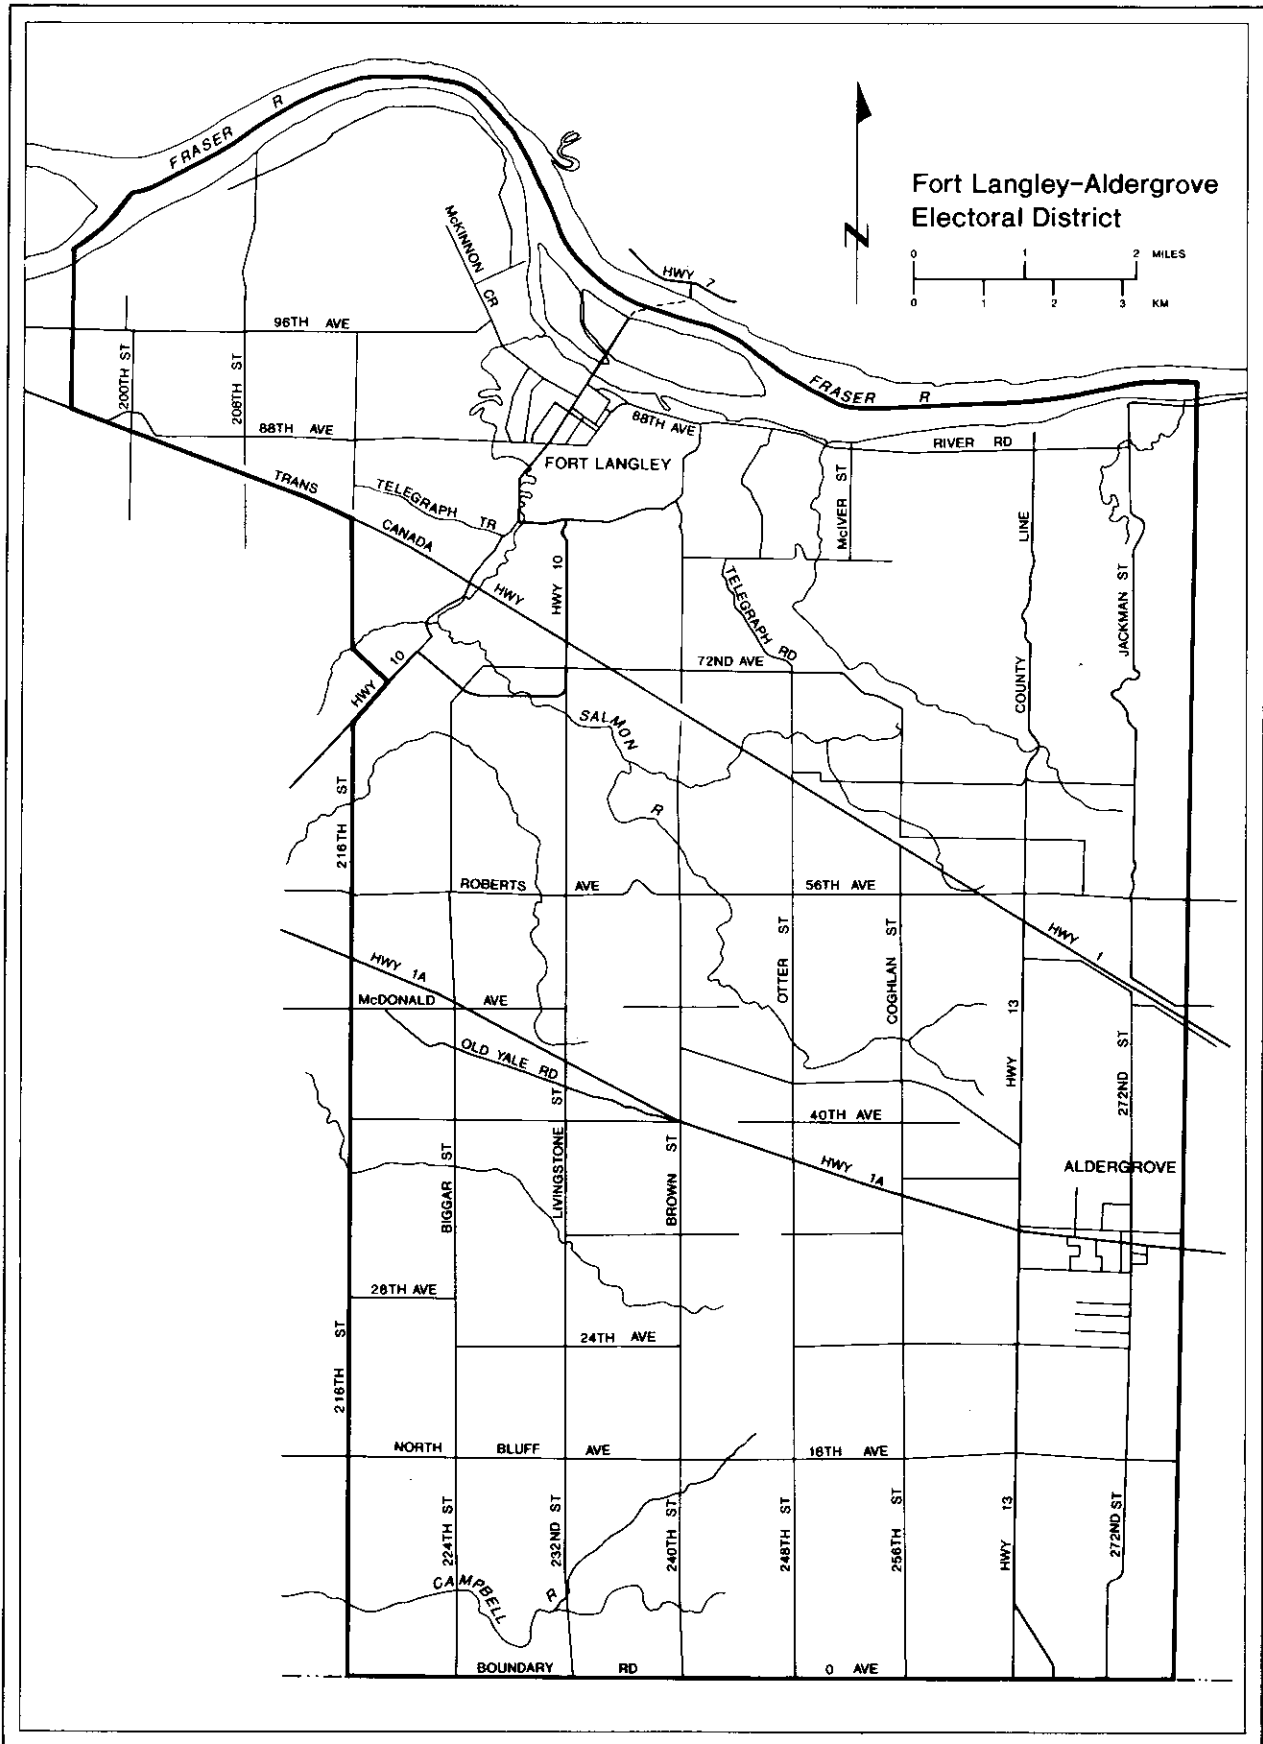 FRASER R
Fort Langley-Aldergrove
Electoral District
0 1 2 MILES
0 1 2 3 KM
N
McKINNON CR
HWY 7
96TH AVE
200TH ST
208TH ST
FRASER R
88TH AVE
88TH AVE
RIVER RD
FORT LANGLEY
TRANS CANADA HWY
TELEGRAPH TR
McIVER ST
COUNTY LINE
JACKMAN ST
HWY 10
TELEGRAPH RD
72ND AVE
HWY 10
SALMON R
216TH ST
ROBERTS AVE
56TH AVE
HWY 1
HWY 1A
McDONALD AVE
OTTER ST
COGHLAN ST
HWY 13
272ND ST
OLD YALE RD
40TH AVE
HWY 1A
ALDERGROVE
BIGGAR ST
LIVINGSTONE ST
BROWN ST
28TH AVE
24TH AVE
216TH ST
NORTH BLUFF AVE
16TH AVE
224TH ST
232ND ST
240TH ST
248TH ST
256TH ST
HWY 13
272ND ST
CAMPBELL R
BOUNDARY RD
0 AVE